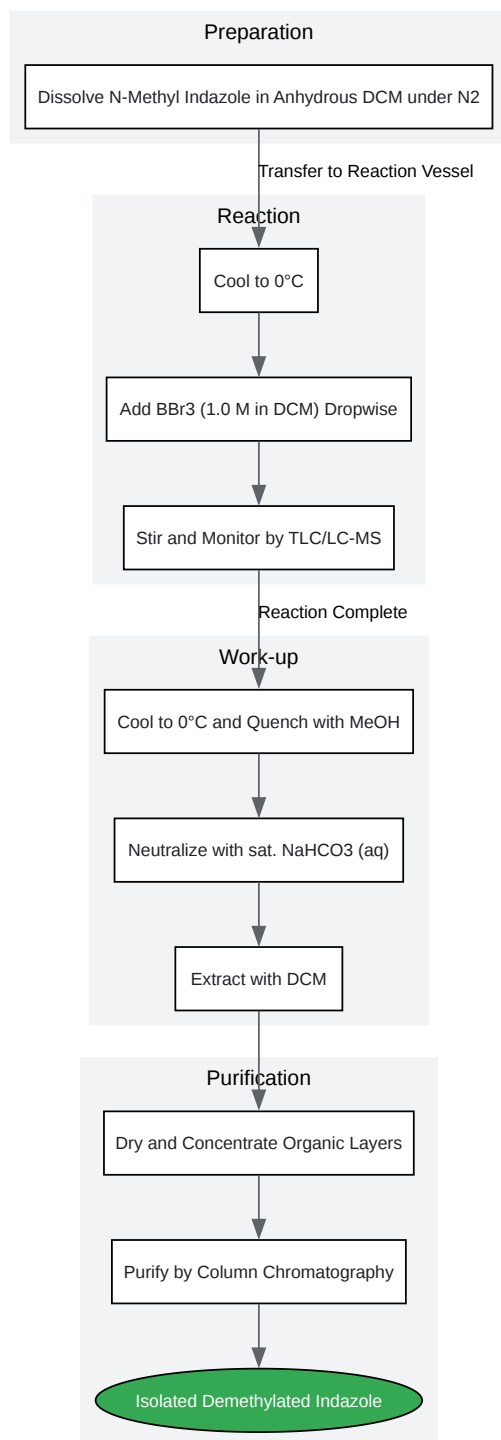 Preparation
Dissolve N-Methyl Indazole in Anhydrous DCM under N2
Transfer to Reaction Vessel
Reaction
Cool to 0°C
Add BBr3 (1.0 M in DCM) Dropwise
Stir and Monitor by TLC/LC-MS
Reaction Complete
Work-up
Cool to 0°C and Quench with MeOH
Neutralize with sat. NaHCO3 (aq)
Extract with DCM
Purification
Dry and Concentrate Organic Layers
Purify by Column Chromatography
Isolated Demethylated Indazole